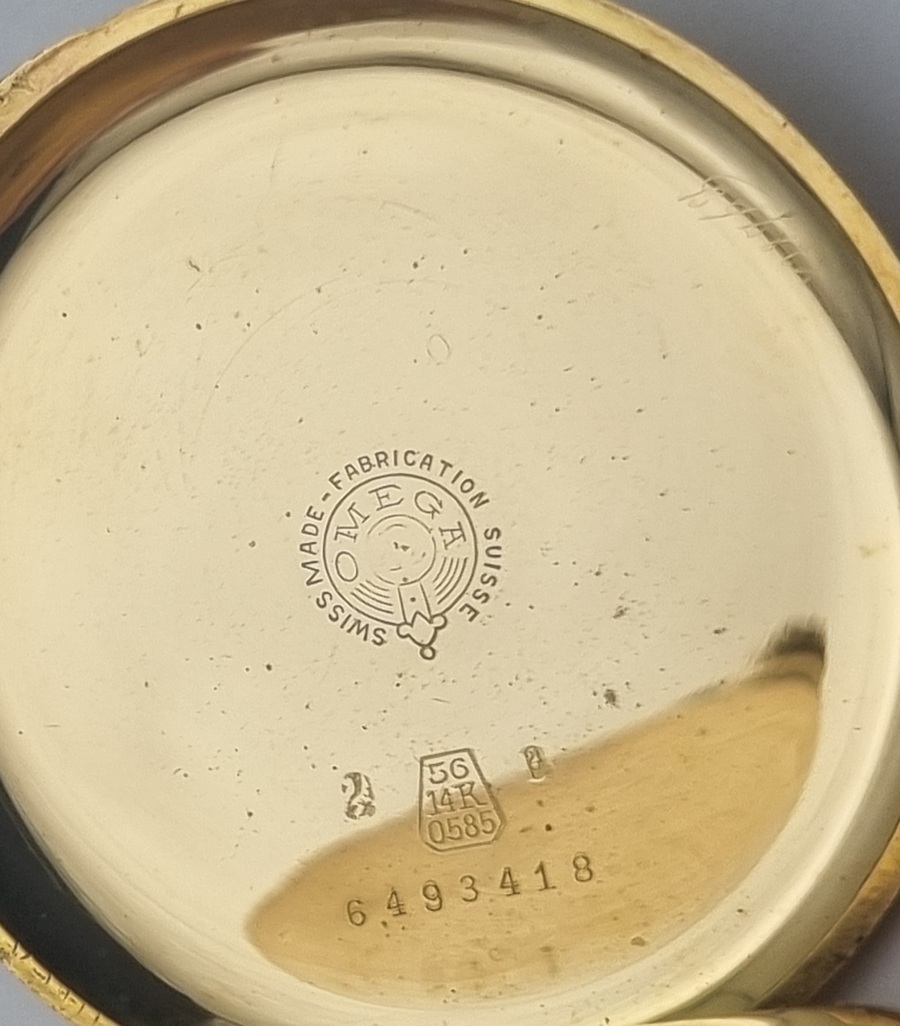 SWISS MADE-FABRICATION SUISSE
OMEGA
56
14K
0585
6493418